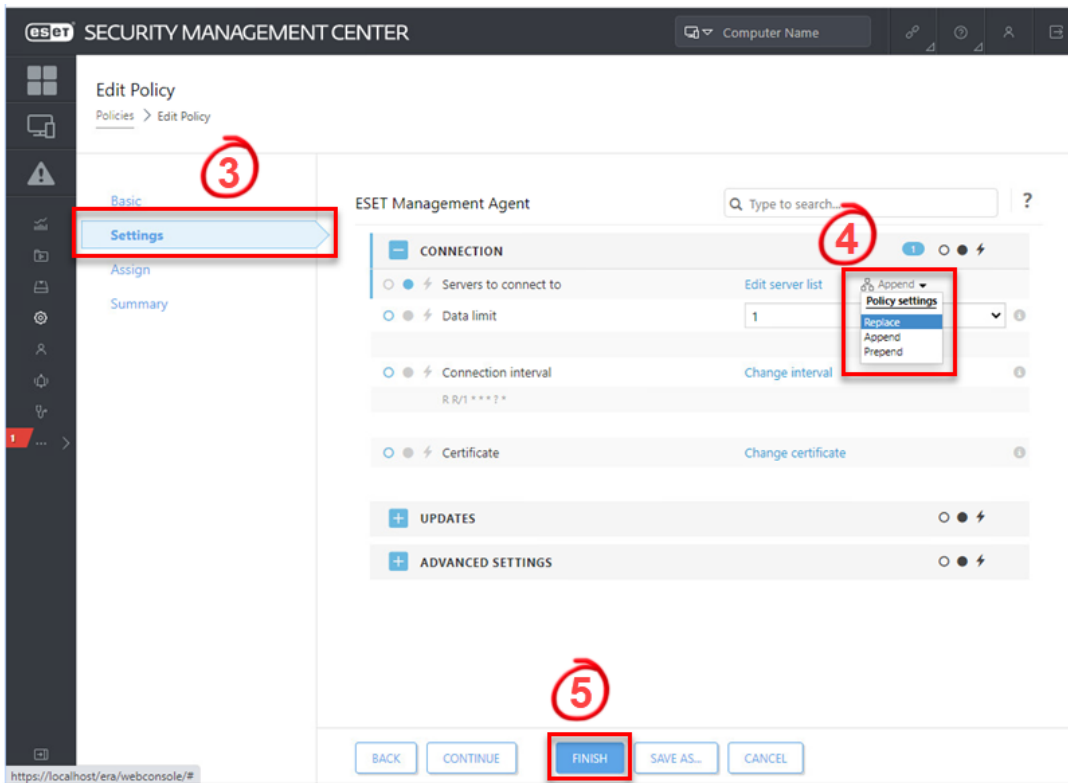 eseT SECURITY MANAGEMENT CENTER
Computer Name
Edit Policy
Policies > Edit Policy
3
Basic
Settings
Assign
Summary
ESET Management Agent
Type to search...
?
4
CONNECTION
1
Servers to connect to
Edit server list
Append
Policy settings
Replace
Append
Prepend
Data limit
1
Connection interval
Change interval
R R/1 * * * ? *
Certificate
Change certificate
UPDATES
ADVANCED SETTINGS
1
...
5
BACK
CONTINUE
FINISH
SAVE AS...
CANCEL
https://localhost/era/webconsole/#